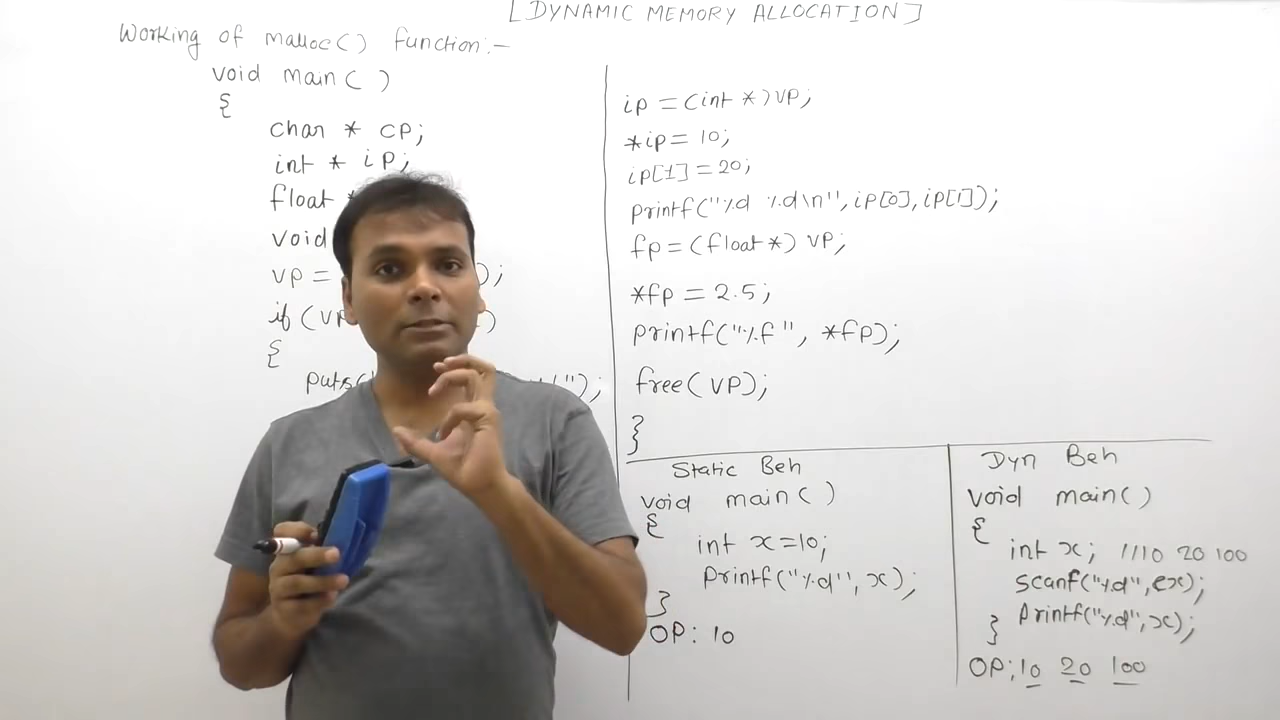 [DYNAMIC MEMORY ALLOCATION]
Working of malloc() function:-
void main( )
{
char * cp;
int * ip;
float *
void
vp = );
if (vp )
{
puts( ");
ip = (int *)vp;
*ip = 10;
ip[1] = 20;
printf("%d %d\n", ip[0], ip[1]);
fp = (float*) vp;
*fp = 2.5;
printf("%f", *fp);
free(vp);
}
Static Beh
void main( )
{
int x=10;
Printf("%d", x);
}
OP: 10
Dyn Beh
void main( )
{
int x; //10 20 100
scanf("%d", &x);
Printf("%d", x);
}
OP: 10 20 100